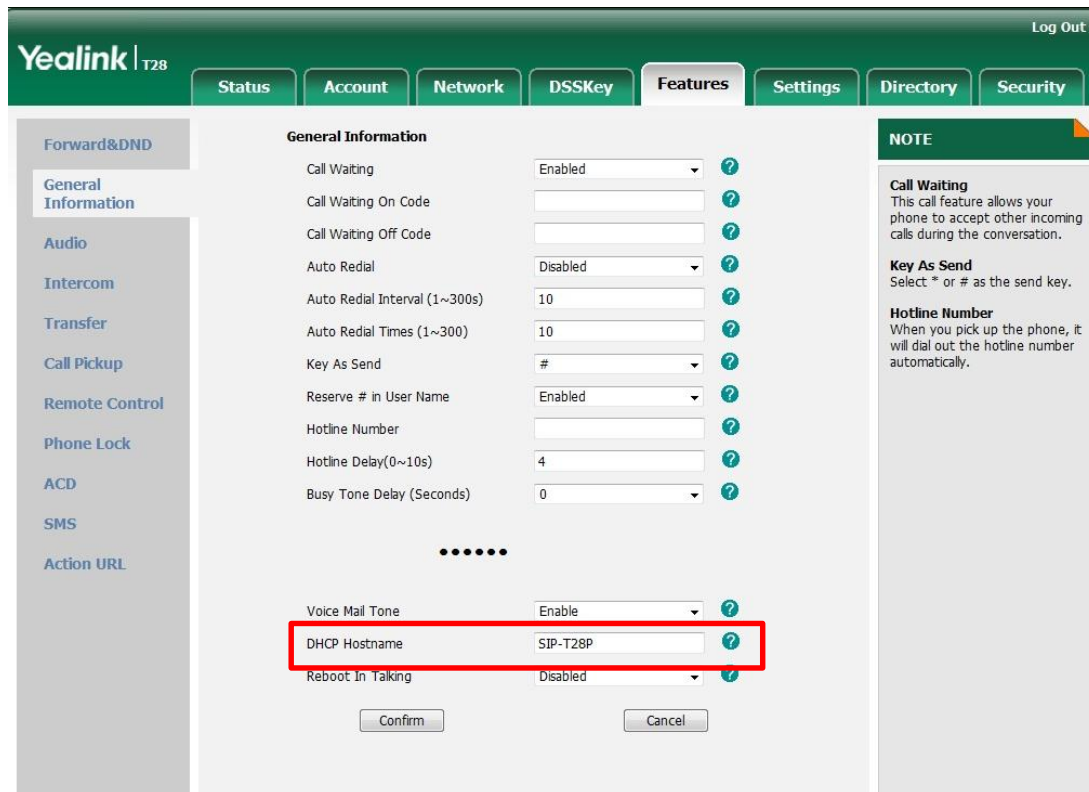 Log Out
Yealink | T28
Status Account Network DSSKey Features Settings Directory Security
Forward&DND
General
Information
Audio
Intercom
Transfer
Call Pickup
Remote Control
Phone Lock
ACD
SMS
Action URL
General Information
Call Waiting Enabled ?
Call Waiting On Code ?
Call Waiting Off Code ?
Auto Redial Disabled ?
Auto Redial Interval (1~300s) 10 ?
Auto Redial Times (1~300) 10 ?
Key As Send # ?
Reserve # in User Name Enabled ?
Hotline Number ?
Hotline Delay(0~10s) 4 ?
Busy Tone Delay (Seconds) 0 ?
••••••
Voice Mail Tone Enable ?
DHCP Hostname SIP-T28P ?
Reboot In Talking Disabled ?
Confirm Cancel
NOTE
Call Waiting
This call feature allows your
phone to accept other incoming
calls during the conversation.
Key As Send
Select * or # as the send key.
Hotline Number
When you pick up the phone, it
will dial out the hotline number
automatically.